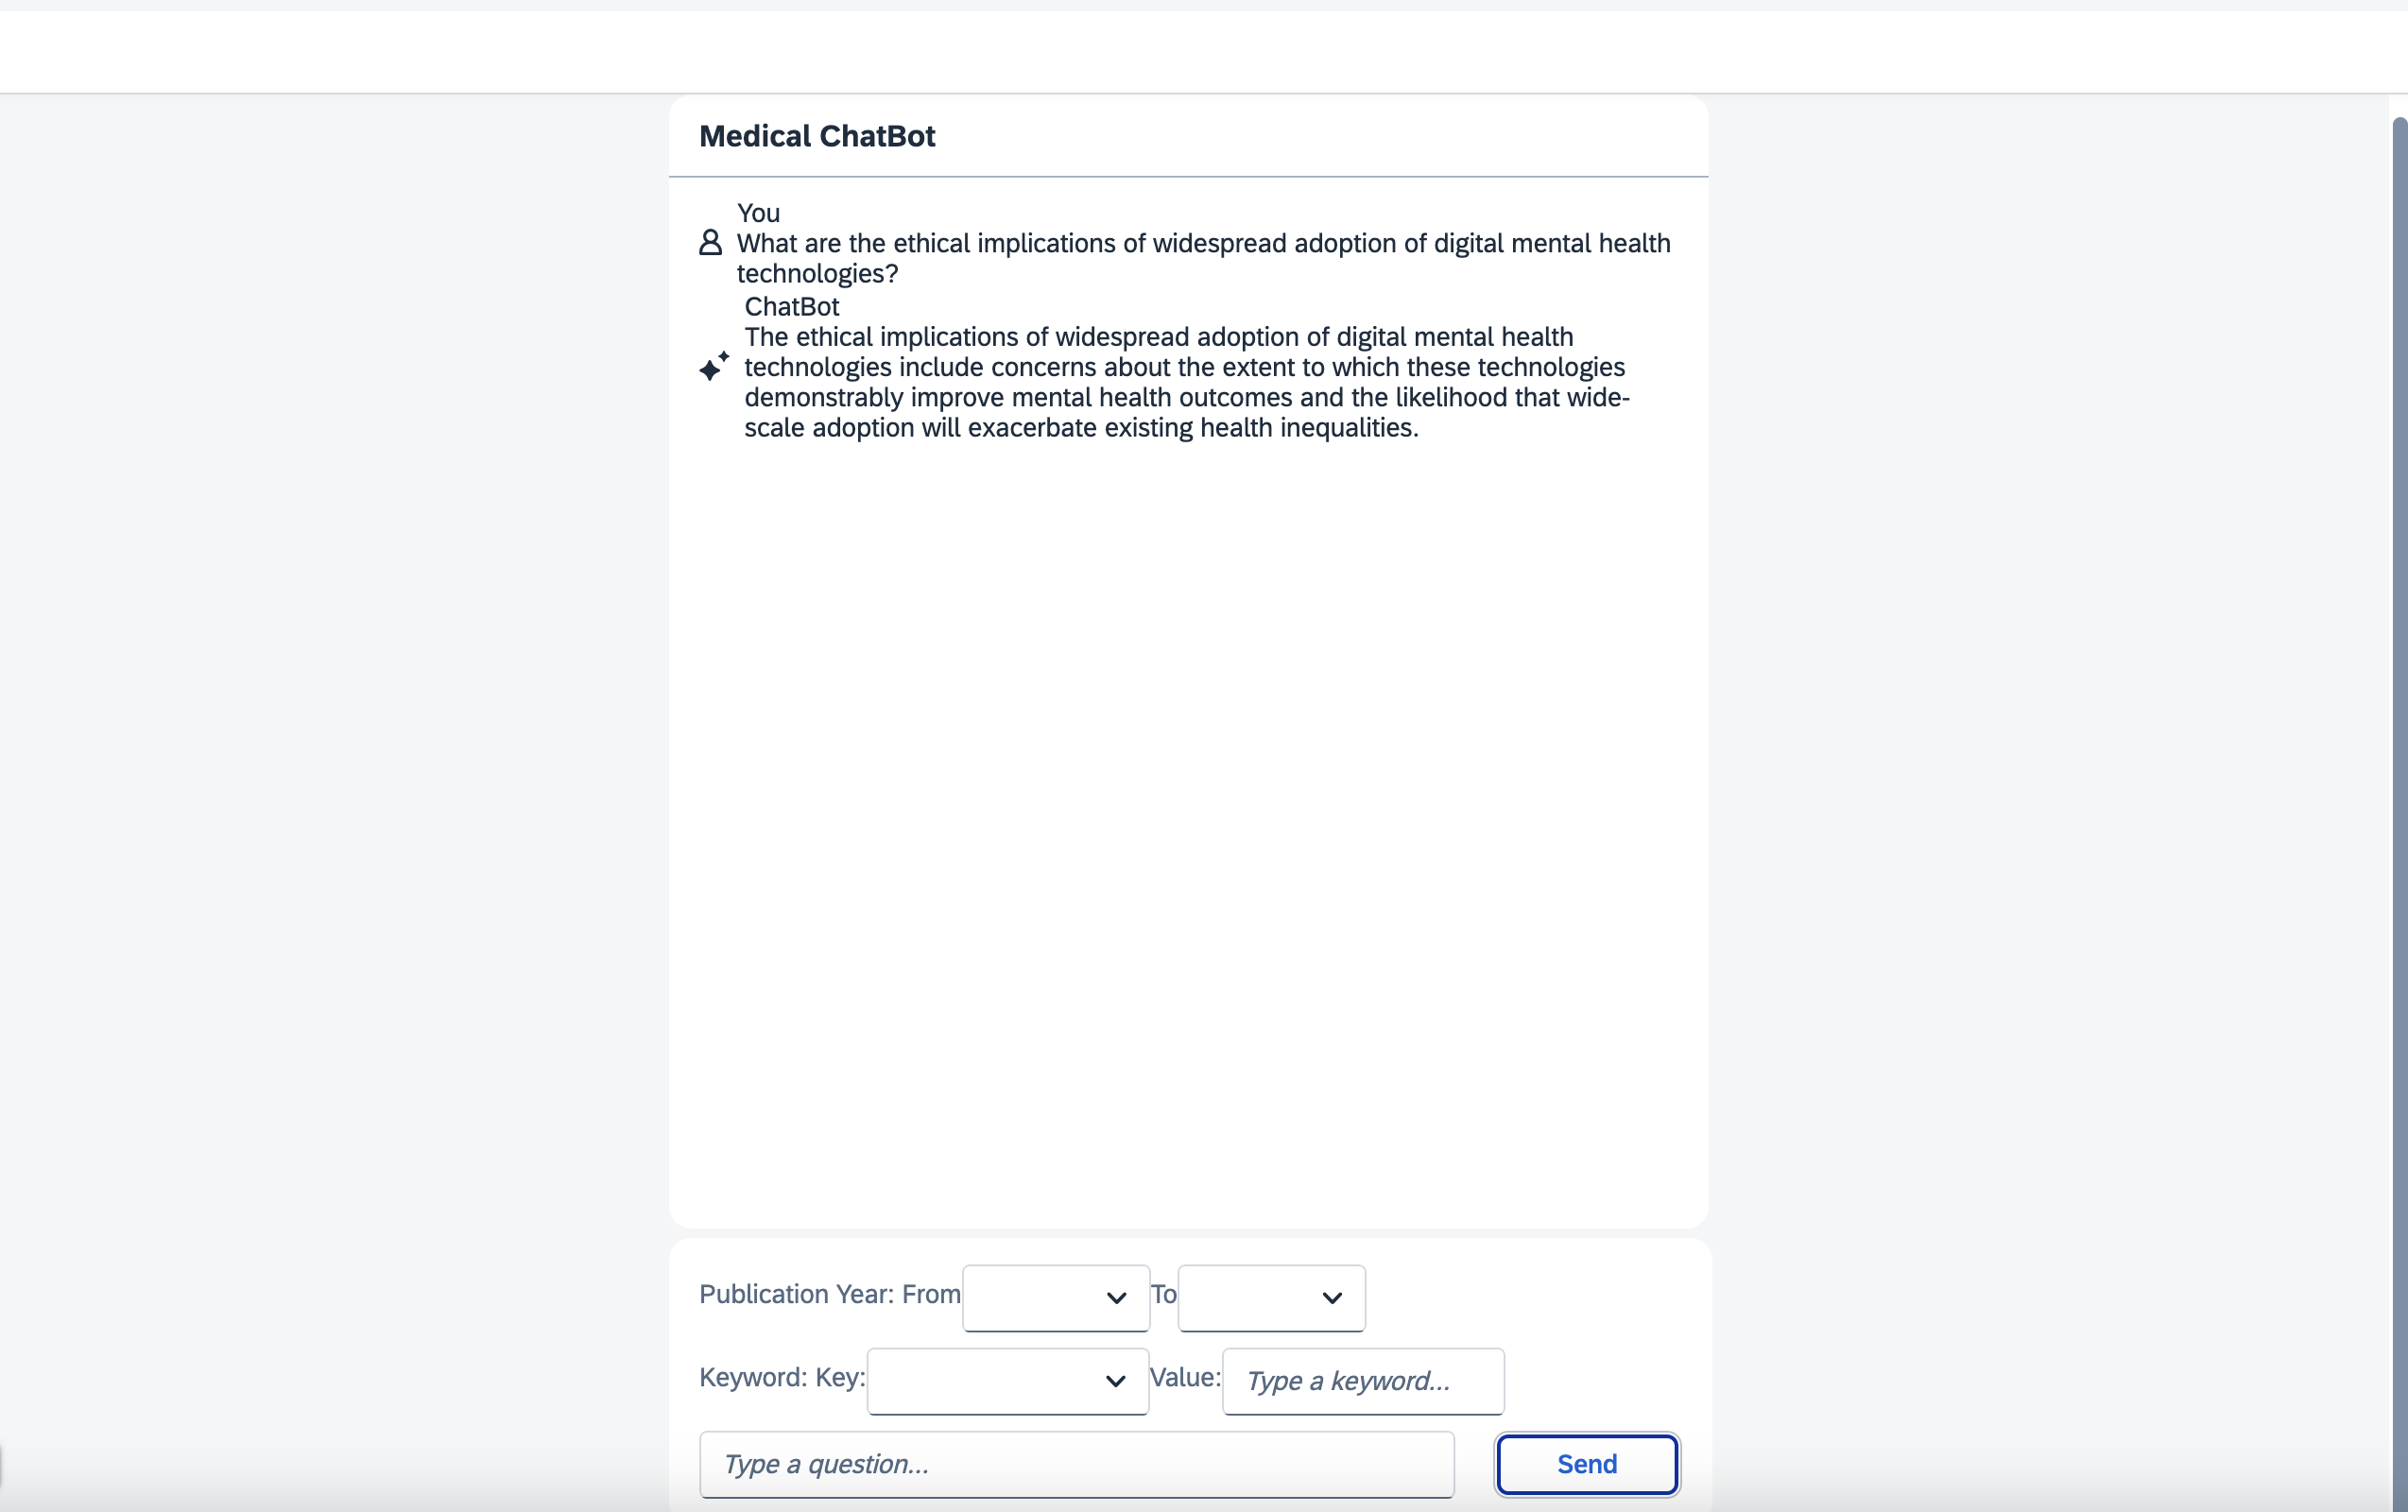 Medical ChatBot
You
What are the ethical implications of widespread adoption of digital mental health
technologies?
ChatBot
The ethical implications of widespread adoption of digital mental health
technologies include concerns about the extent to which these technologies
demonstrably improve mental health outcomes and the likelihood that wide-
scale adoption will exacerbate existing health inequalities.
Publication Year: From To
Keyword: Key: Value: Type a keyword...
Type a question... Send